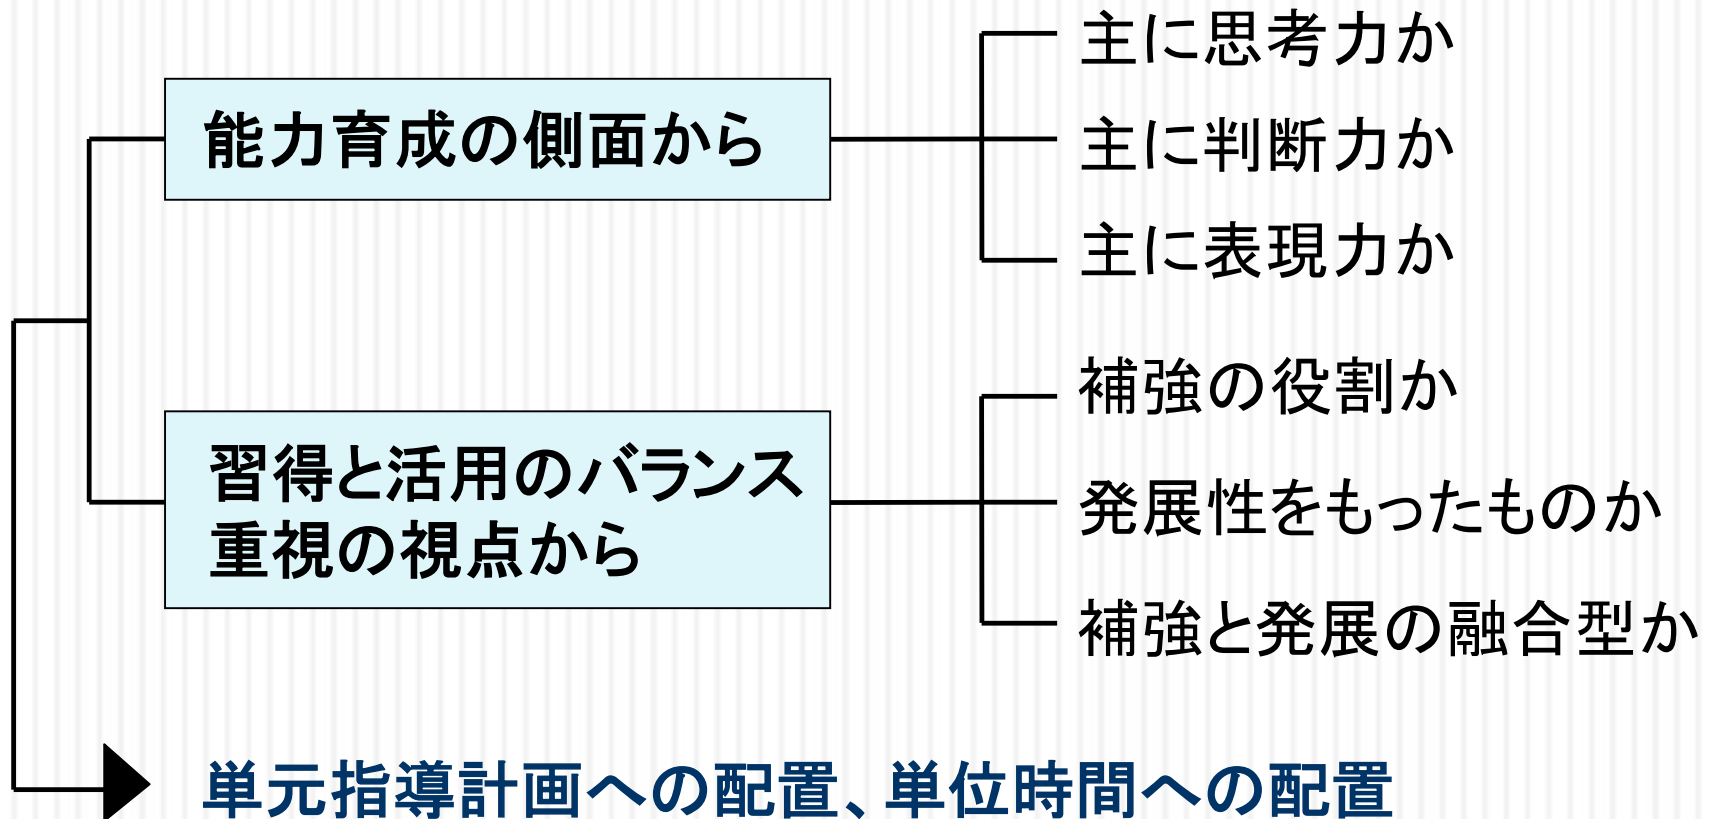 能力育成の側面から
主に思考力か
主に判断力か
主に表現力か
習得と活用のバランス
重視の視点から
補強の役割か
発展性をもったものか
補強と発展の融合型か
単元指導計画への配置、単位時間への配置